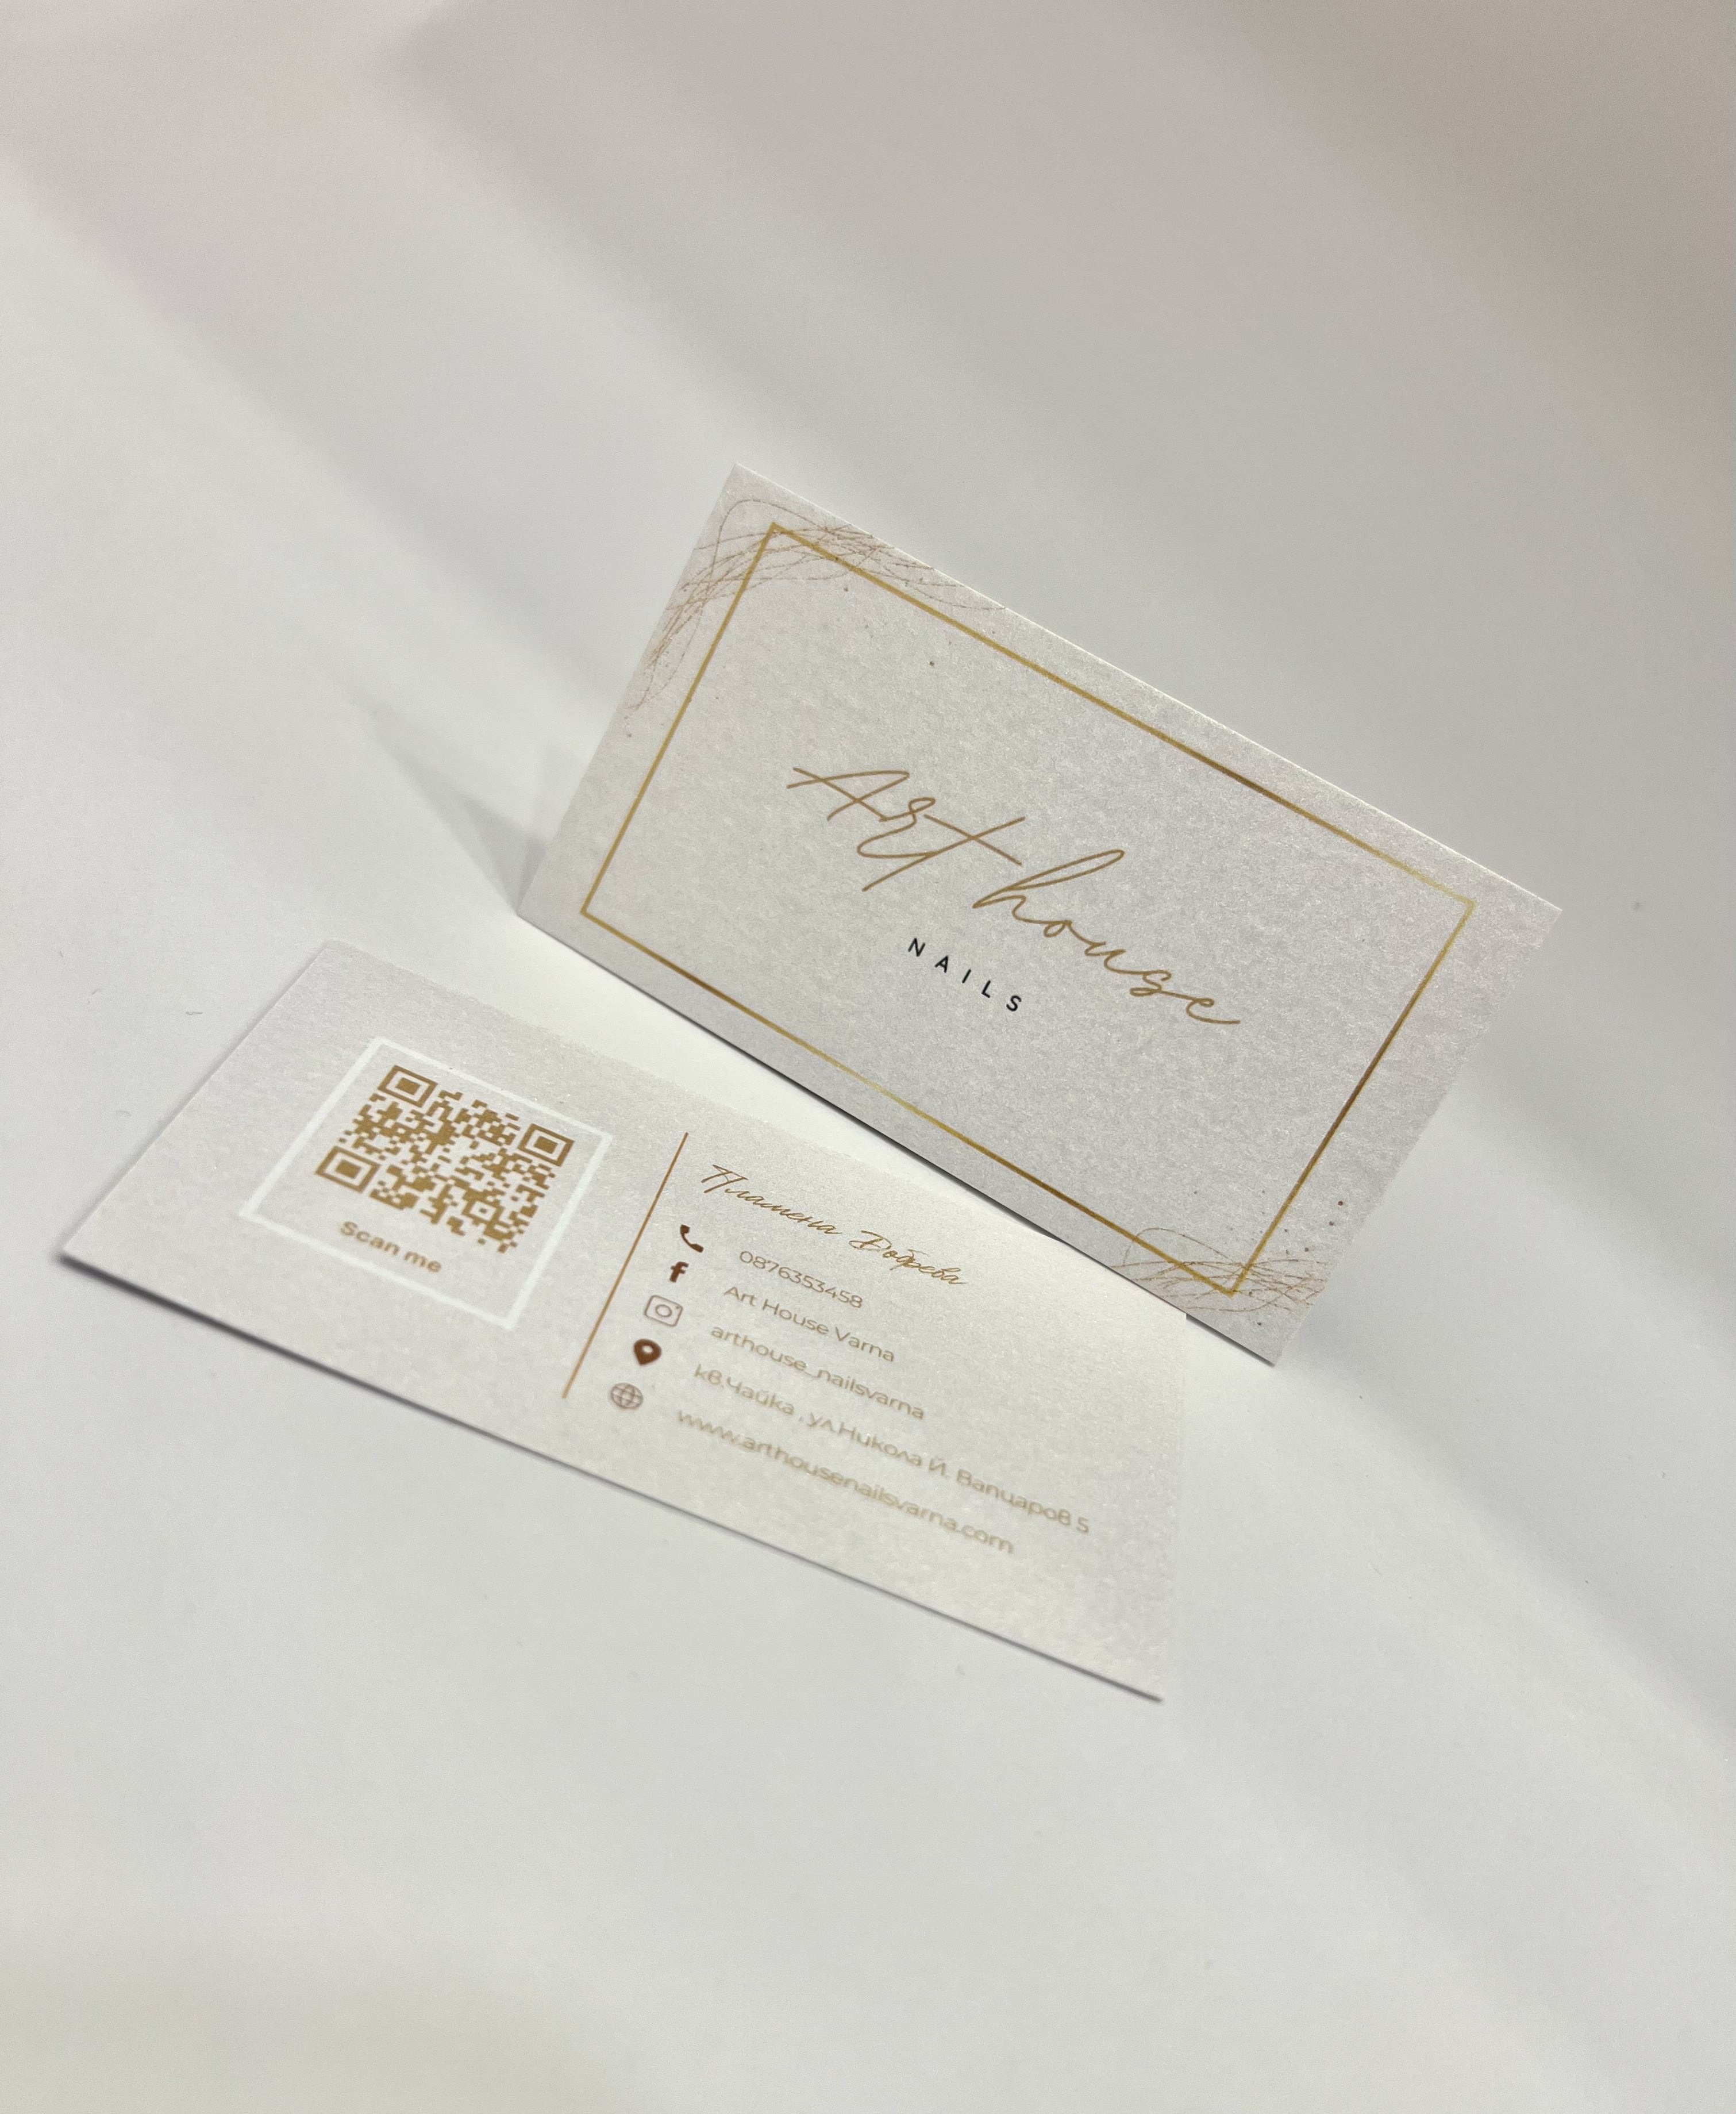 Art house
NAILS
Scan me
Пламена Добрева
0876353458
Art House Varna
arthouse_nailsvarna
кв.Чайка , ул.Никола Й. Вапцаров 5
www.arthousenailsvarna.com